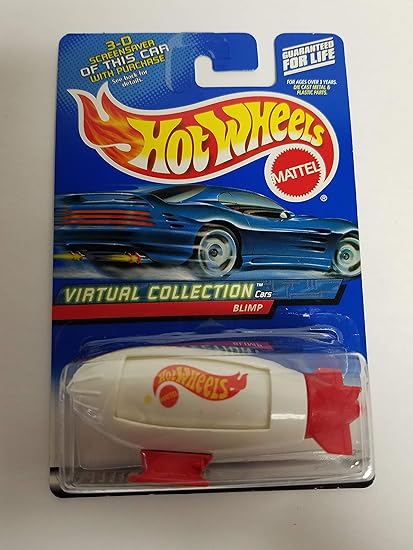 3-D
SCREENSAVER
OF THIS CAR
WITH PURCHASE
See back for
details.
GUARANTEED
FOR LIFE
FOR AGES OVER 3 YEARS.
DIE CAST METAL &
PLASTIC PARTS.
HOT WHEELS
MATTEL
®
VIRTUAL COLLECTION™
Cars
BLIMP
HOT WHEELS